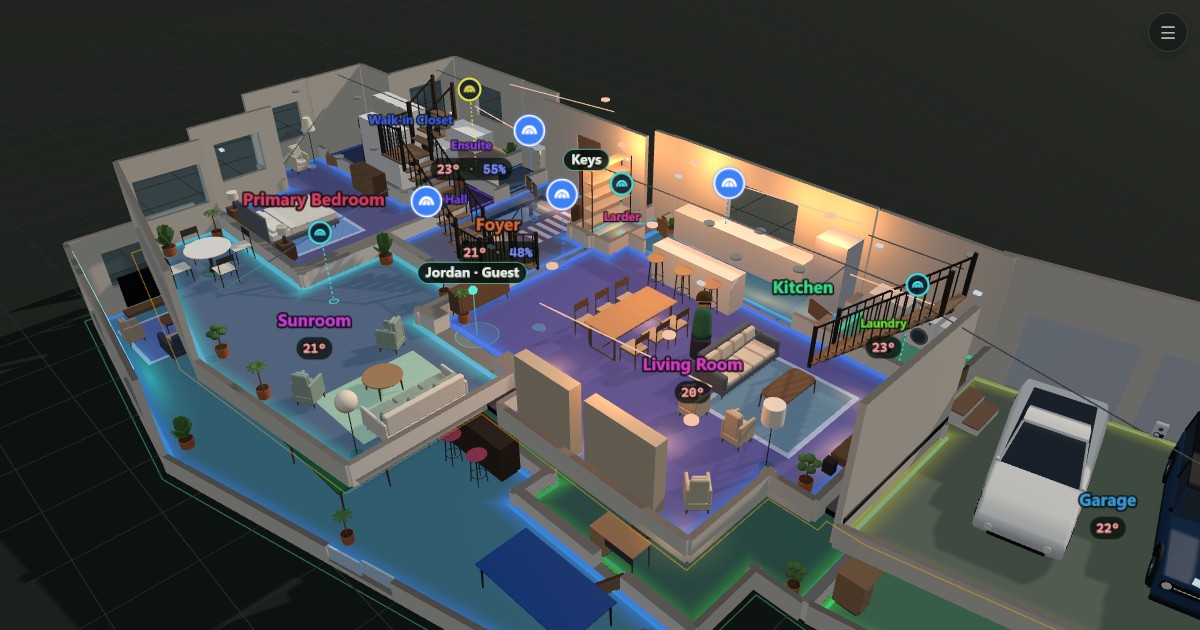 Walk-in Closet
Ensuite
23° · 55%
Keys
Primary Bedroom
Hall
Larder
Foyer
21° 48%
Jordan · Guest
Kitchen
Sunroom
21°
Laundry
23°
Living Room
20°
Garage
22°